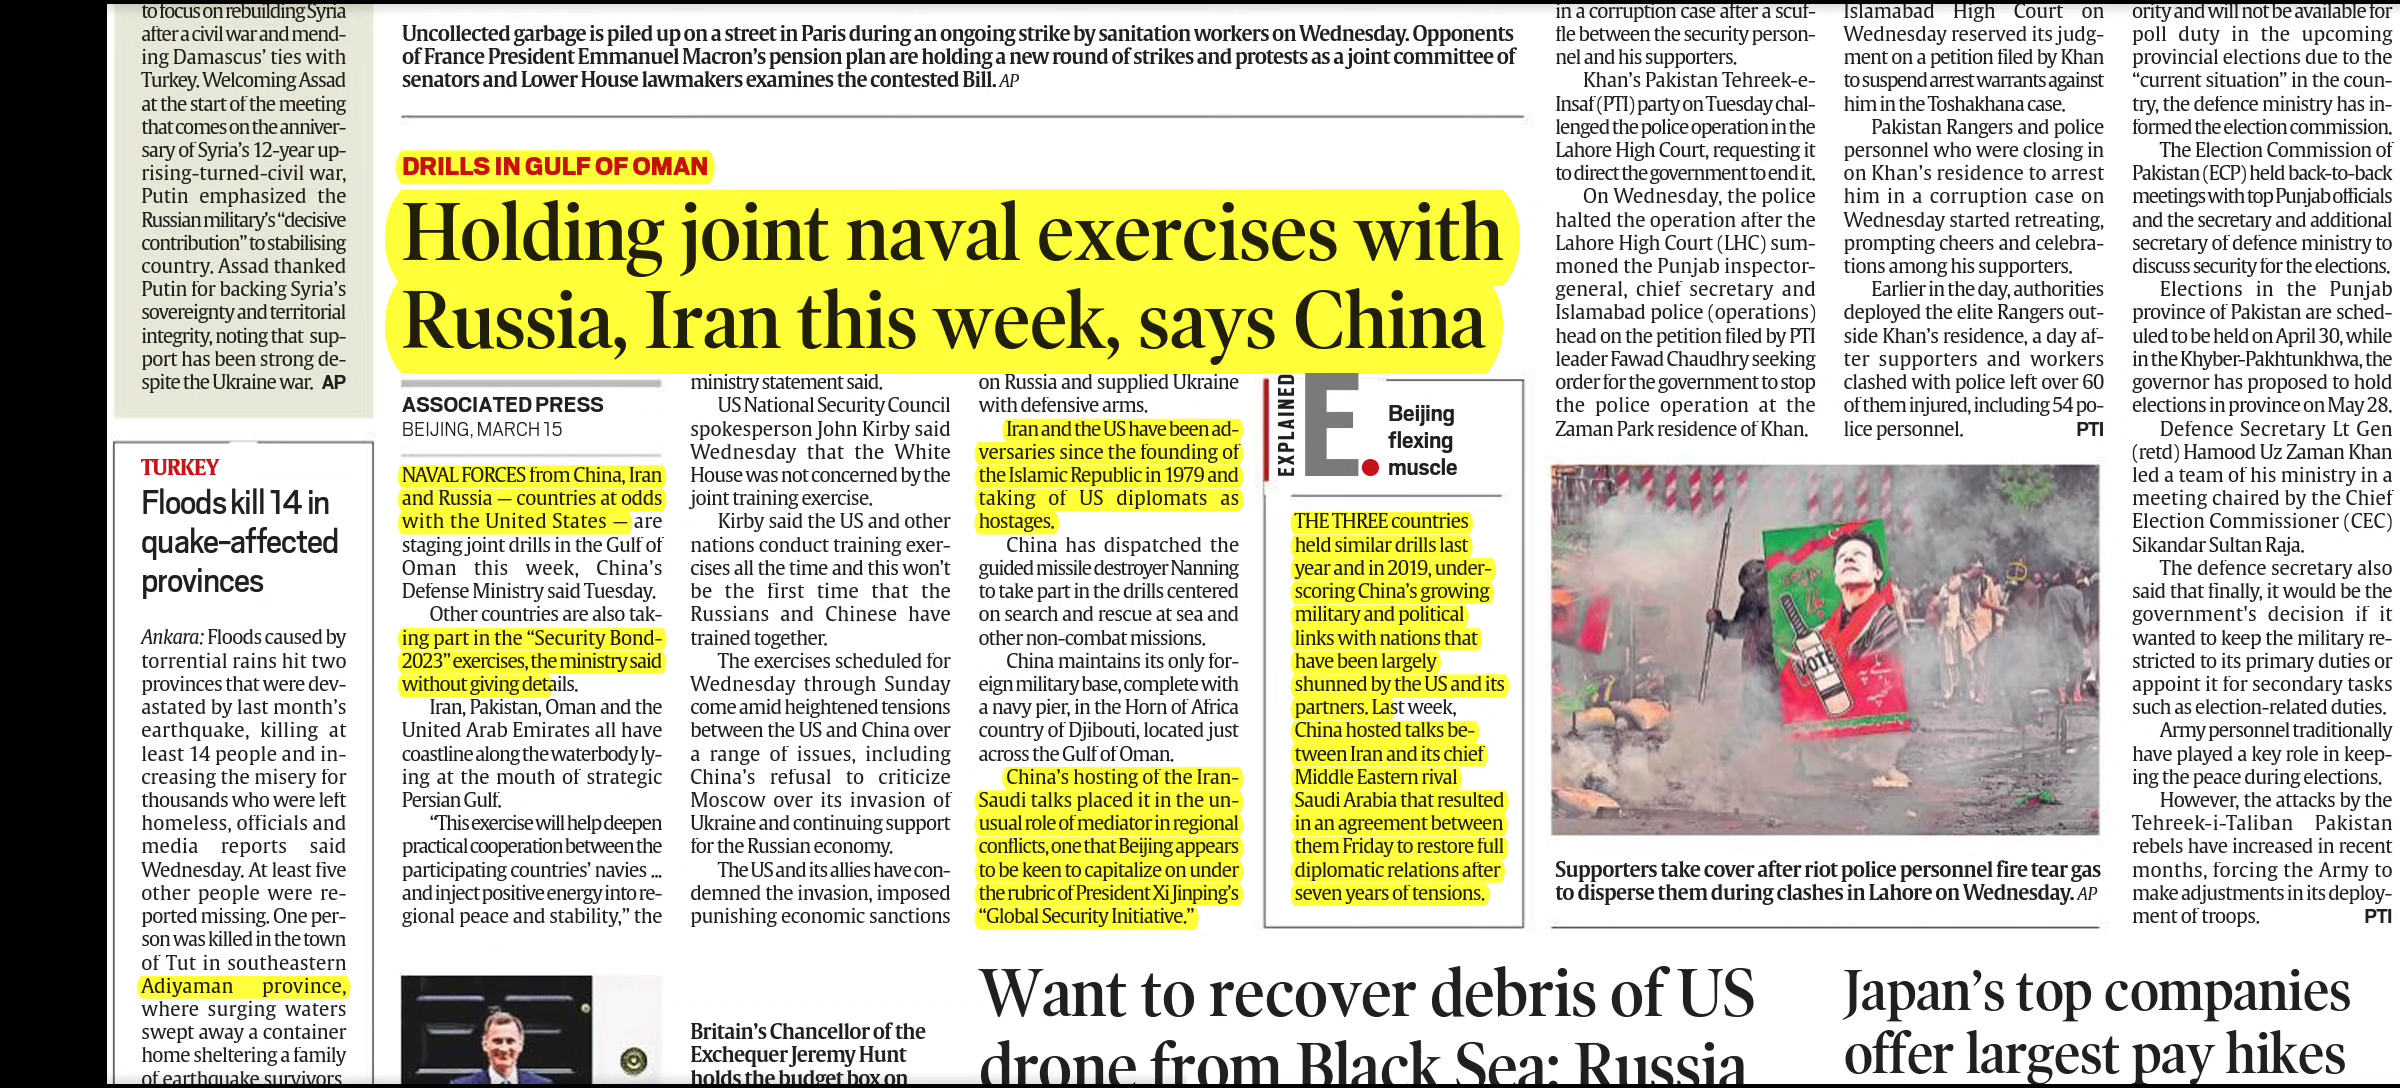 to focus on rebuilding Syria
after a civil war and mend-
ing Damascus' ties with
Turkey. Welcoming Assad
at the start of the meeting
that comes on the anniver-
sary of Syria's 12-year up-
rising-turned-civil war,
Putin emphasized the
Russian military's "decisive
contribution" to stabilising
country. Assad thanked
Putin for backing Syria's
sovereignty and territorial
integrity, noting that sup-
port has been strong de-
spite the Ukraine war. AP
TURKEY
Floods kill 14 in
quake-affected
provinces
Ankara: Floods caused by
torrential rains hit two
provinces that were dev-
astated by last month's
earthquake, killing at
least 14 people and in-
creasing the misery for
thousands who were left
homeless, officials and
media reports said
Wednesday. At least five
other people were re-
ported missing. One per-
son was killed in the town
of Tut in southeastern
Adiyaman province,
where surging waters
swept away a container
home sheltering a family
of earthquake survivors.
Uncollected garbage is piled up on a street in Paris during an ongoing strike by sanitation workers on Wednesday. Opponents
of France President Emmanuel Macron's pension plan are holding a new round of strikes and protests as a joint committee of
senators and Lower House lawmakers examines the contested Bill. AP
DRILLS IN GULF OF OMAN
Holding joint naval exercises with
Russia, Iran this week, says China
ASSOCIATED PRESS
BEIJING, MARCH 15
NAVAL FORCES from China, Iran
and Russia — countries at odds
with the United States — are
staging joint drills in the Gulf of
Oman this week, China's
Defense Ministry said Tuesday.
Other countries are also tak-
ing part in the "Security Bond-
2023" exercises, the ministry said
without giving details.
Iran, Pakistan, Oman and the
United Arab Emirates all have
coastline along the waterbody ly-
ing at the mouth of strategic
Persian Gulf.
"This exercise will help deepen
practical cooperation between the
participating countries' navies ...
and inject positive energy into re-
gional peace and stability," the
ministry statement said.
US National Security Council
spokesperson John Kirby said
Wednesday that the White
House was not concerned by the
joint training exercise.
Kirby said the US and other
nations conduct training exer-
cises all the time and this won't
be the first time that the
Russians and Chinese have
trained together.
The exercises scheduled for
Wednesday through Sunday
come amid heightened tensions
between the US and China over
a range of issues, including
China's refusal to criticize
Moscow over its invasion of
Ukraine and continuing support
for the Russian economy.
The US and its allies have con-
demned the invasion, imposed
punishing economic sanctions
on Russia and supplied Ukraine
with defensive arms.
Iran and the US have been ad-
versaries since the founding of
the Islamic Republic in 1979 and
taking of US diplomats as
hostages.
China has dispatched the
guided missile destroyer Nanning
to take part in the drills centered
on search and rescue at sea and
other non-combat missions.
China maintains its only for-
eign military base, complete with
a navy pier, in the Horn of Africa
country of Djibouti, located just
across the Gulf of Oman.
China's hosting of the Iran-
Saudi talks placed it in the un-
usual role of mediator in regional
conflicts, one that Beijing appears
to be keen to capitalize on under
the rubric of President Xi Jinping's
"Global Security Initiative."
EXPLAINED
E.
Beijing
flexing
muscle
THE THREE countries
held similar drills last
year and in 2019, under-
scoring China's growing
military and political
links with nations that
have been largely
shunned by the US and its
partners. Last week,
China hosted talks be-
tween Iran and its chief
Middle Eastern rival
Saudi Arabia that resulted
in an agreement between
them Friday to restore full
diplomatic relations after
seven years of tensions.
in a corruption case after a scuf-
fle between the security person-
nel and his supporters.
Khan's Pakistan Tehreek-e-
Insaf (PTI) party on Tuesday chal-
lenged the police operation in the
Lahore High Court, requesting it
to direct the government to end it.
On Wednesday, the police
halted the operation after the
Lahore High Court (LHC) sum-
moned the Punjab inspector-
general, chief secretary and
Islamabad police (operations)
head on the petition filed by PTI
leader Fawad Chaudhry seeking
order for the government to stop
the police operation at the
Zaman Park residence of Khan.
Islamabad High Court on
Wednesday reserved its judg-
ment on a petition filed by Khan
to suspend arrest warrants against
him in the Toshakhana case.
Pakistan Rangers and police
personnel who were closing in
on Khan's residence to arrest
him in a corruption case on
Wednesday started retreating,
prompting cheers and celebra-
tions among his supporters.
Earlier in the day, authorities
deployed the elite Rangers out-
side Khan's residence, a day af-
ter supporters and workers
clashed with police left over 60
of them injured, including 54 po-
lice personnel. PTI
VOTE
Supporters take cover after riot police personnel fire tear gas
to disperse them during clashes in Lahore on Wednesday. AP
ority and will not be available for
poll duty in the upcoming
provincial elections due to the
"current situation" in the coun-
try, the defence ministry has in-
formed the election commission.
The Election Commission of
Pakistan (ECP) held back-to-back
meetings with top Punjab officials
and the secretary and additional
secretary of defence ministry to
discuss security for the elections.
Elections in the Punjab
province of Pakistan are sched-
uled to be held on April 30, while
in the Khyber-Pakhtunkhwa, the
governor has proposed to hold
elections in province on May 28.
Defence Secretary Lt Gen
(retd) Hamood Uz Zaman Khan
led a team of his ministry in a
meeting chaired by the Chief
Election Commissioner (CEC)
Sikandar Sultan Raja.
The defence secretary also
said that finally, it would be the
government's decision if it
wanted to keep the military re-
stricted to its primary duties or
appoint it for secondary tasks
such as election-related duties.
Army personnel traditionally
have played a key role in keep-
ing the peace during elections.
However, the attacks by the
Tehreek-i-Taliban Pakistan
rebels have increased in recent
months, forcing the Army to
make adjustments in its deploy-
ment of troops. PTI
Britain's Chancellor of the
Exchequer Jeremy Hunt
holds the budget box on
Want to recover debris of US
drone from Black Sea: Russia
Japan's top companies
offer largest pay hikes